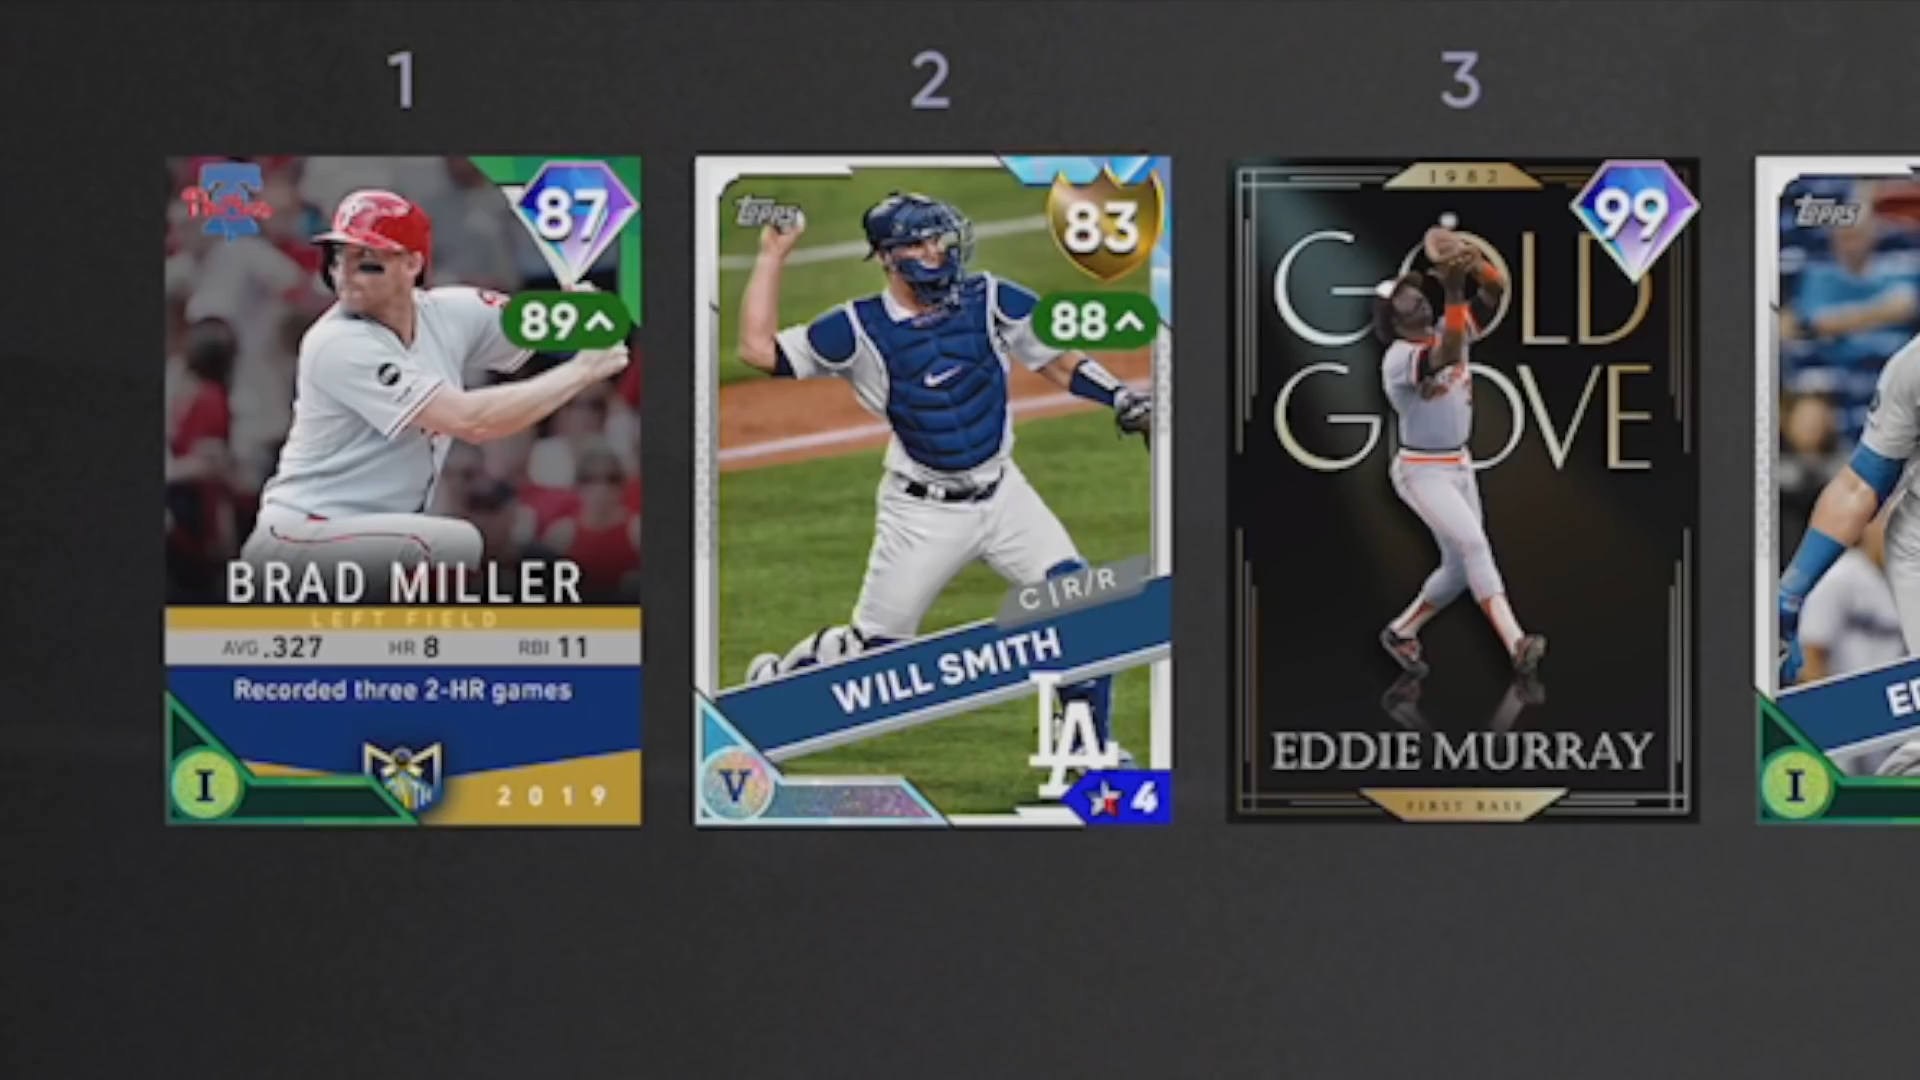 1
2
3
Phillies
87
89
BRAD MILLER
LEFT FIELD
AVG .327 HR 8 RBI 11
Recorded three 2-HR games
I
2019
Topps
83
88
C|R/R
WILL SMITH
LA
V
4
1982
99
GOLD
GLOVE
EDDIE MURRAY
FIRST BASE
Topps
I